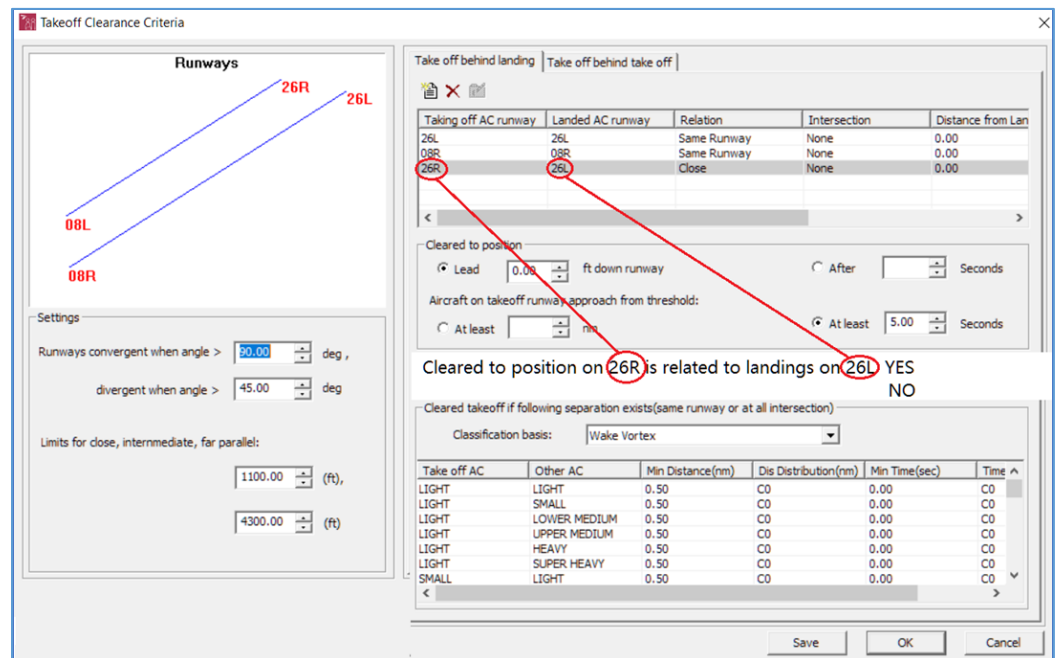 Takeoff Clearance Criteria
Runways
26R
26L
08L
08R
Settings
Runways convergent when angle > 90.00 deg ,
divergent when angle > 45.00 deg
Limits for close, internmediate, far parallel:
1100.00 (ft),
4300.00 (ft)
Take off behind landing Take off behind take off
Taking off AC runway Landed AC runway Relation Intersection Distance from Lan
26L 26L Same Runway None 0.00
08R 08R Same Runway None 0.00
26R 26L Close None 0.00
Cleared to position
Lead 0.00 ft down runway After Seconds
Aircraft on takeoff runway approach from threshold:
At least nm At least 5.00 Seconds
Cleared to position on 26R is related to landings on 26L YES
NO
Cleared takeoff if following separation exists(same runway or at all intersection)
Classification basis: Wake Vortex
Take off AC Other AC Min Distance(nm) Dis Distribution(nm) Min Time(sec) Time
LIGHT LIGHT 0.50 C0 0.00 C0
LIGHT SMALL 0.50 C0 0.00 C0
LIGHT LOWER MEDIUM 0.50 C0 0.00 C0
LIGHT UPPER MEDIUM 0.50 C0 0.00 C0
LIGHT HEAVY 0.50 C0 0.00 C0
LIGHT SUPER HEAVY 0.50 C0 0.00 C0
SMALL LIGHT 0.50 C0 0.00 C0
Save OK Cancel